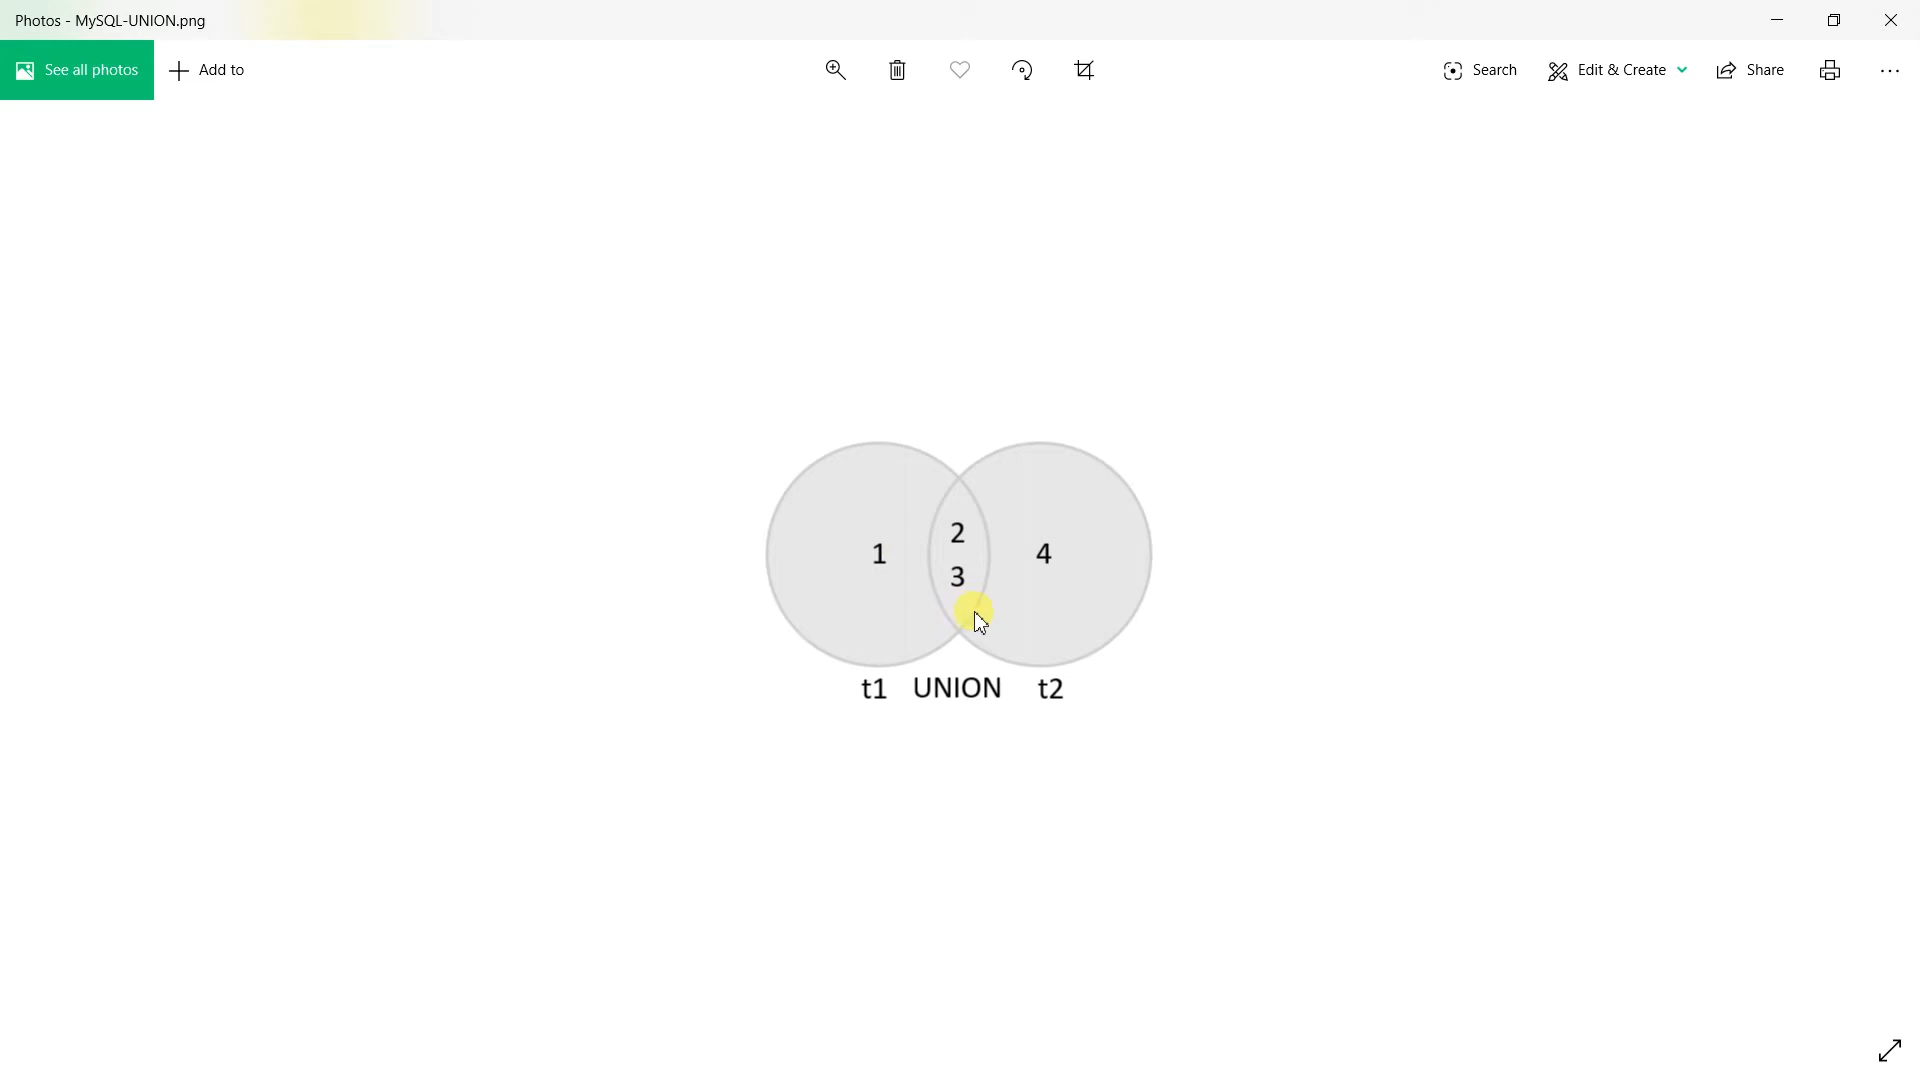 Photos - MySQL-UNION.png
See all photos
Add to
Search
Edit & Create
Share
1
2
3
4
t1 UNION t2